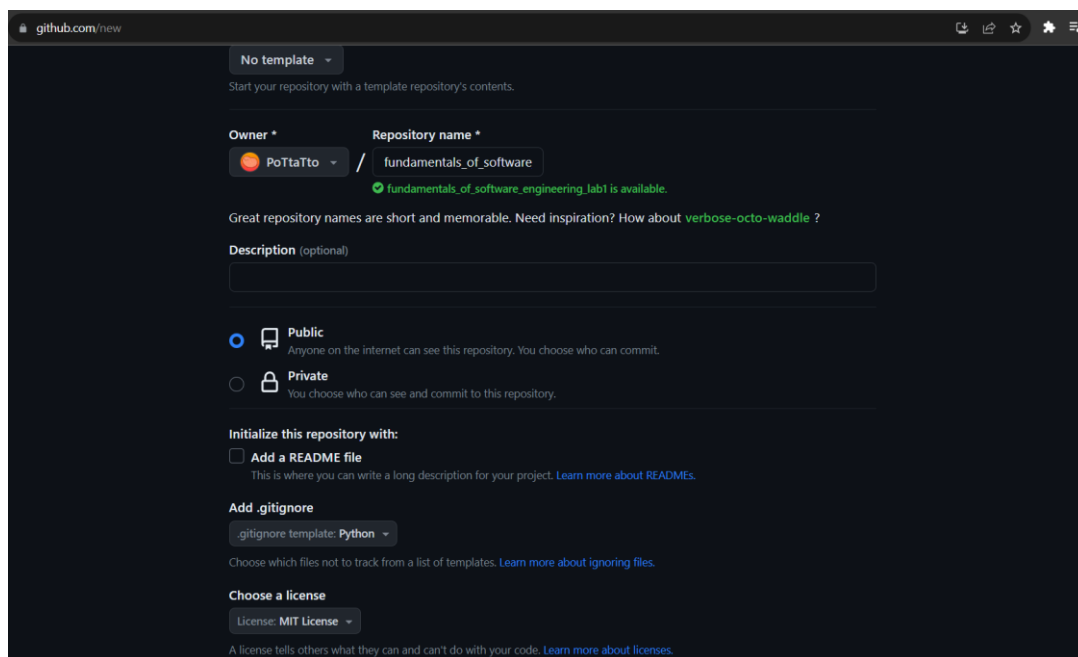 github.com/new
No template
Start your repository with a template repository's contents.
Owner * Repository name *
PoTtaTto / fundamentals_of_software
fundamentals_of_software_engineering_lab1 is available.
Great repository names are short and memorable. Need inspiration? How about verbose-octo-waddle ?
Description (optional)
Public
Anyone on the internet can see this repository. You choose who can commit.
Private
You choose who can see and commit to this repository.
Initialize this repository with:
Add a README file
This is where you can write a long description for your project. Learn more about READMEs.
Add .gitignore
.gitignore template: Python
Choose which files not to track from a list of templates. Learn more about ignoring files.
Choose a license
License: MIT License
A license tells others what they can and can't do with your code. Learn more about licenses.